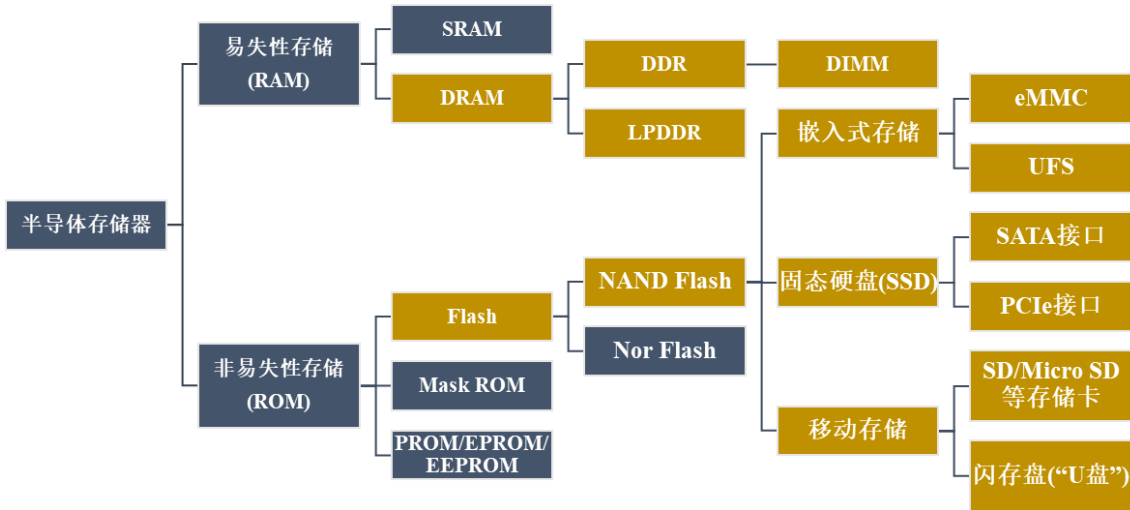 半导体存储器
易失性存储
(RAM)
SRAM
DRAM
DDR
DIMM
LPDDR
非易失性存储
(ROM)
Flash
NAND Flash
嵌入式存储
eMMC
UFS
固态硬盘(SSD)
SATA接口
PCIe接口
移动存储
SD/Micro SD
等存储卡
闪存盘(“U盘”)
Nor Flash
Mask ROM
PROM/EPROM/
EEPROM